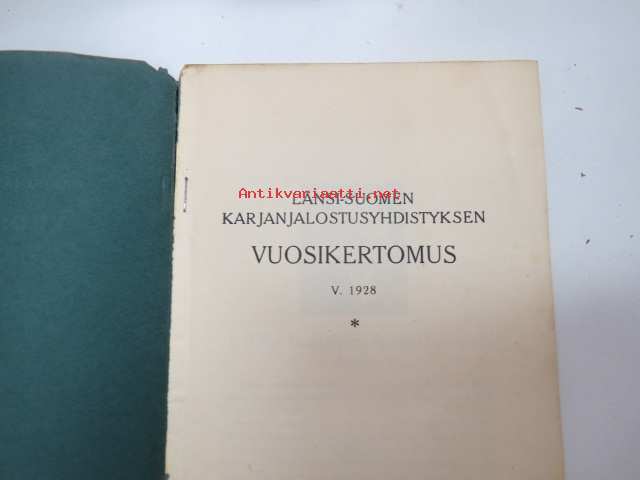 Antikvariaatti.net
LÄNSI-SUOMEN
KARJANJALOSTUSYHDISTYKSEN
VUOSIKERTOMUS
V. 1928
*